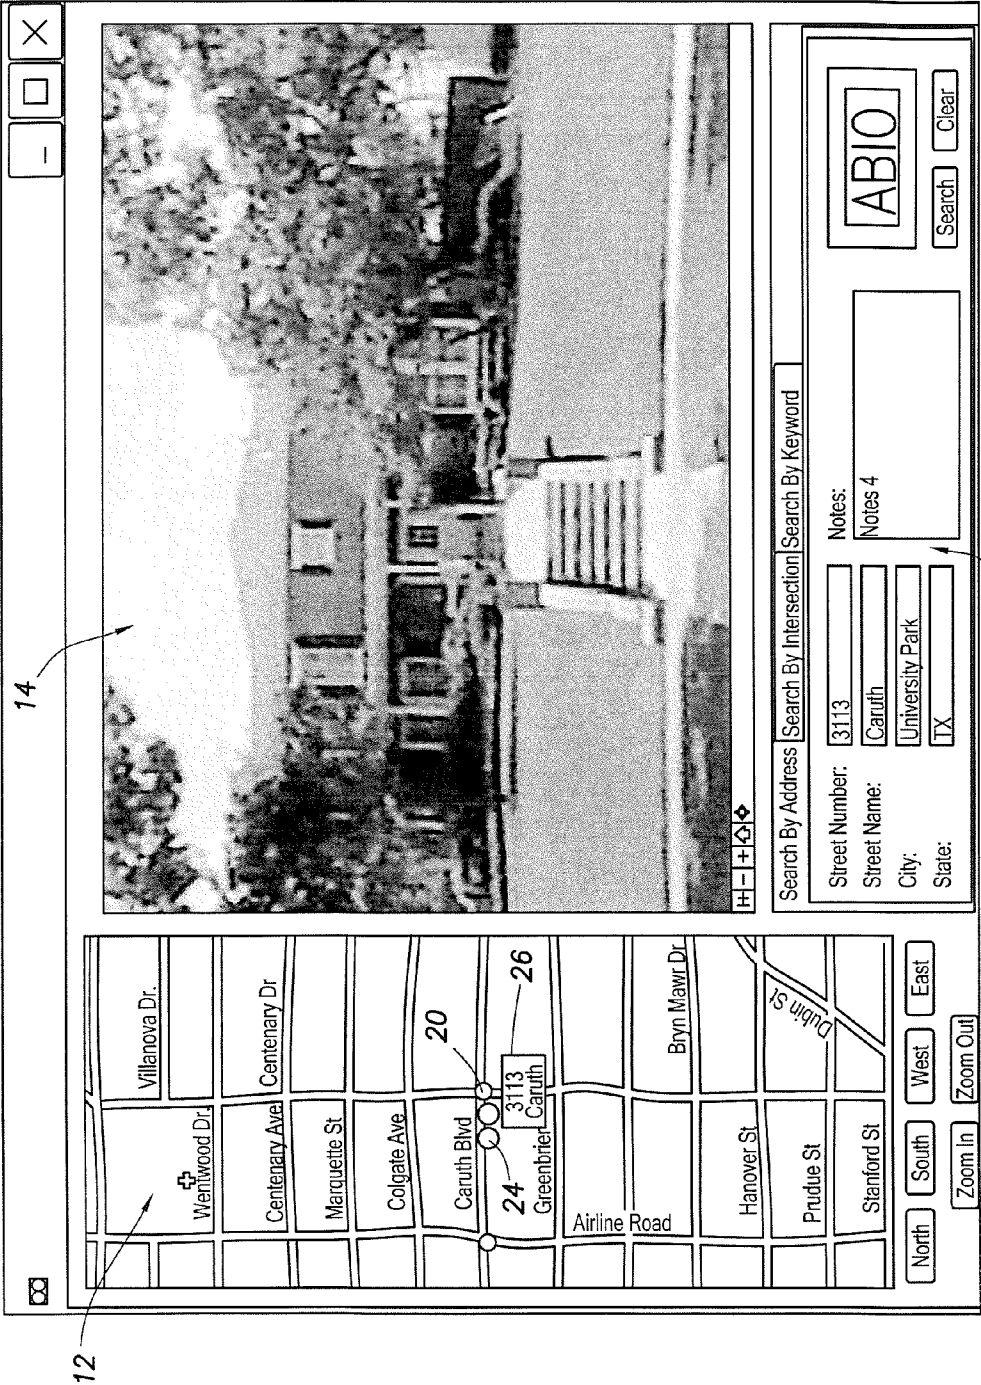 12
14
Villanova Dr.
Wentwood Dr.
Centenary Ave
Centenary Dr
Marquette St
Colgate Ave
Caruth Blvd
20
24
3113
Caruth
26
Greenbrier
Airline Road
Bryn Mawr Dr
Hanover St
Dublin St
Prudue St
Stanford St
North
South
West
East
Zoom In
Zoom Out
H
Search By Address
Search By Intersection
Search By Keyword
Street Number:
3113
Street Name:
Caruth
City:
University Park
State:
TX
Notes:
Notes 4
ABIO
Search
Clear